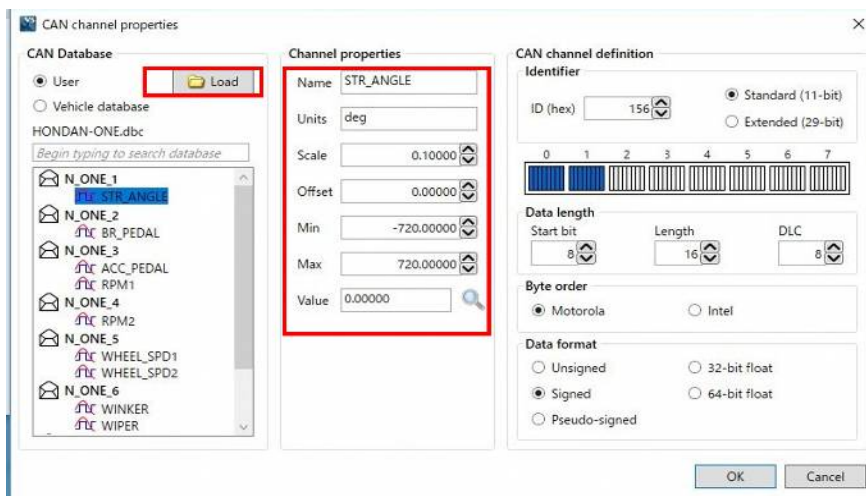 CAN channel properties
CAN Database
User
Load
Vehicle database
HONDAN-ONE.dbc
Begin typing to search database
N_ONE_1
STR_ANGLE
N_ONE_2
BR_PEDAL
N_ONE_3
ACC_PEDAL
RPM1
N_ONE_4
RPM2
N_ONE_5
WHEEL_SPD1
WHEEL_SPD2
N_ONE_6
WINKER
WIPER
Channel properties
Name STR_ANGLE
Units deg
Scale 0.10000
Offset 0.00000
Min -720.00000
Max 720.00000
Value 0.00000
CAN channel definition
Identifier
ID (hex) 156
Standard (11-bit)
Extended (29-bit)
0 1 2 3 4 5 6 7
Data length
Start bit Length DLC
8 16 8
Byte order
Motorola Intel
Data format
Unsigned 32-bit float
Signed 64-bit float
Pseudo-signed
OK Cancel